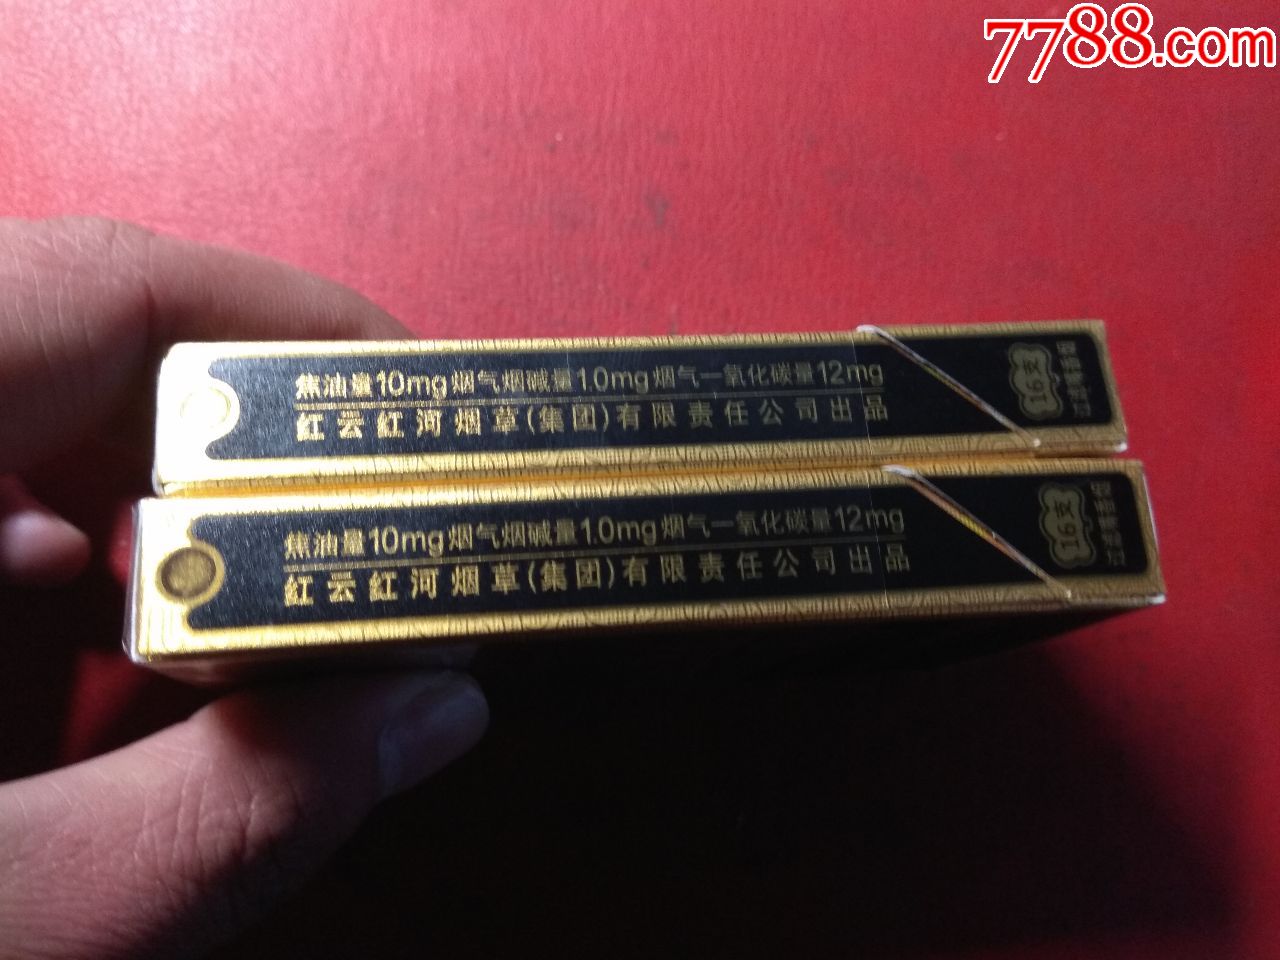 7788.com
焦油量10mg 烟气烟碱量1.0mg 烟气一氧化碳量12mg
红云红河烟草(集团)有限责任公司出品
16支
焦油量10mg 烟气烟碱量1.0mg 烟气一氧化碳量12mg
红云红河烟草(集团)有限责任公司出品
16支